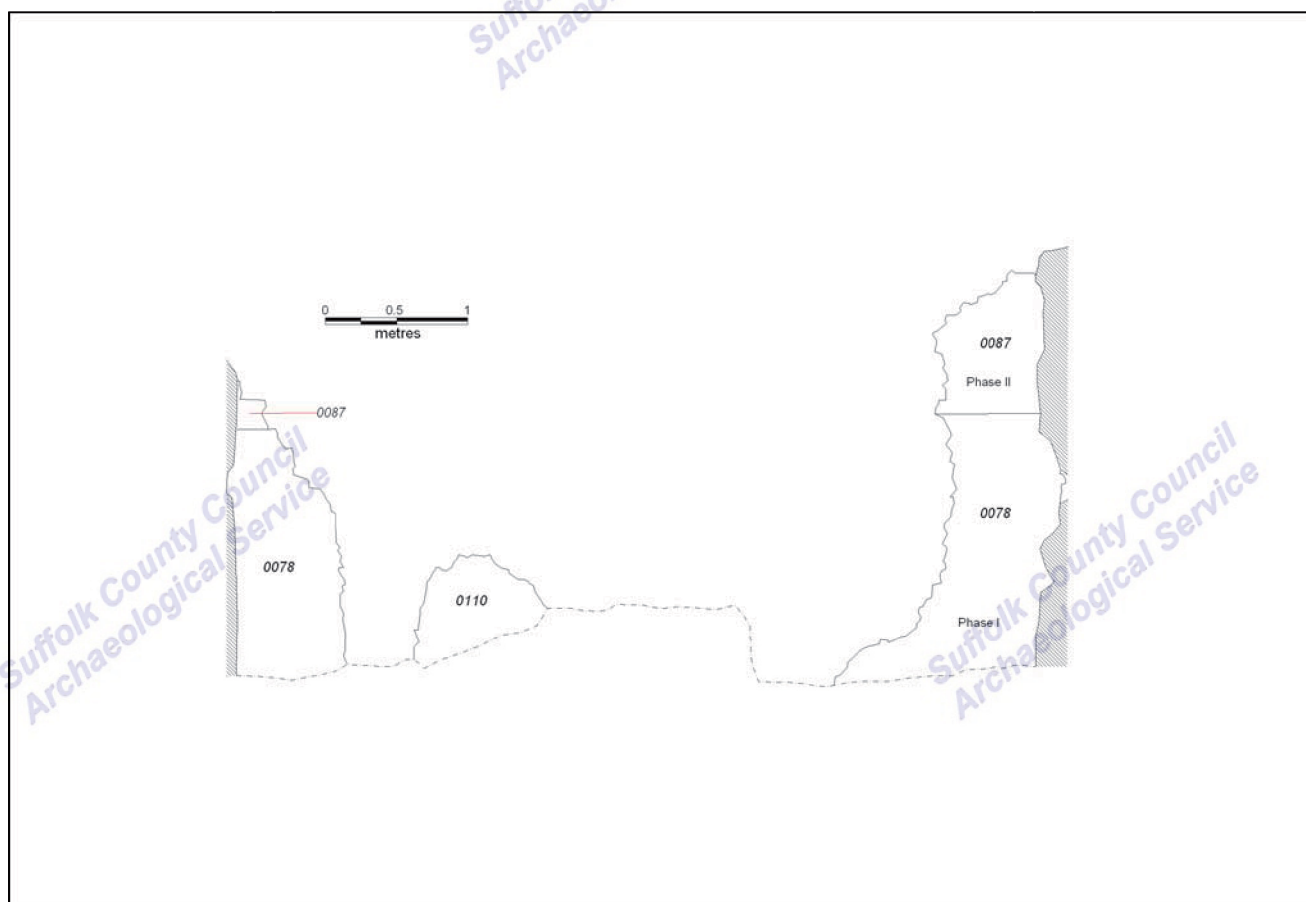 Suffolk County Council
Archaeological Service
0 0.5 1
metres
0087
Phase II
0087
0078
0078
0110
Phase I
Suffolk County Council
Archaeological Service
Suffolk County Council
Archaeological Service